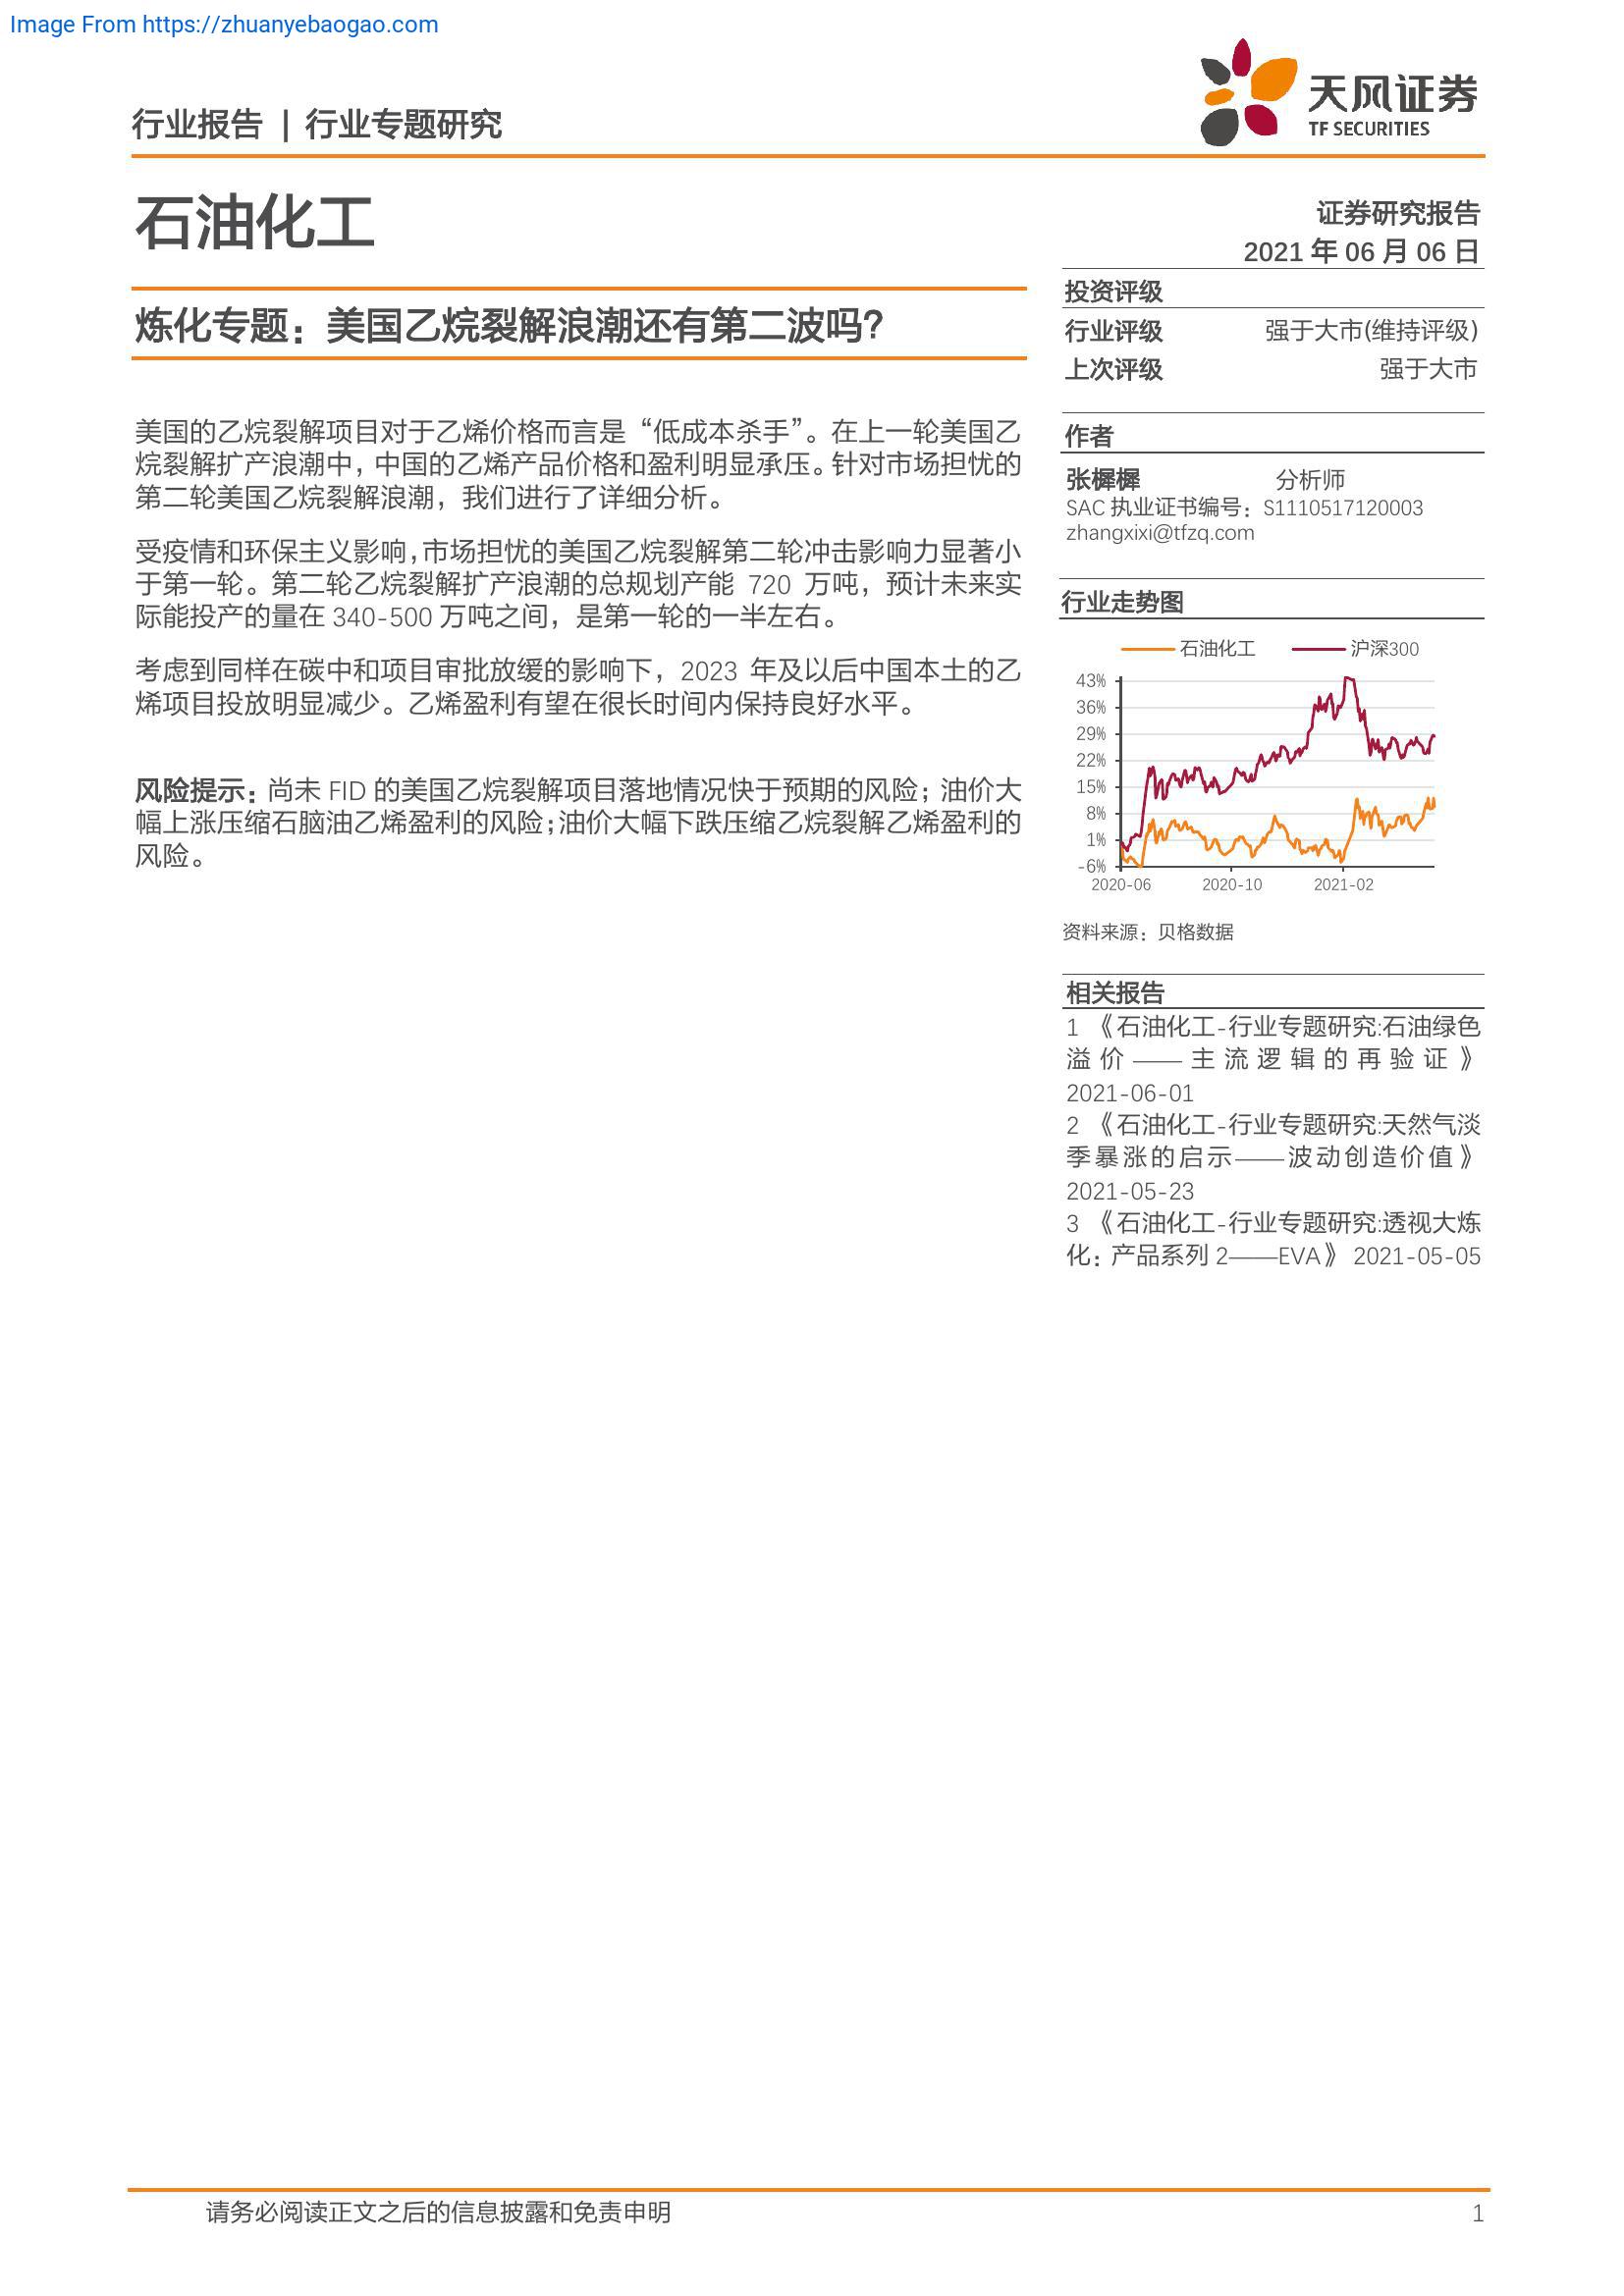 Image From https://zhuanyebaogao.com
行业报告 | 行业专题研究
天风证券
TF SECURITIES
石油化工
证券研究报告
2021 年 06 月 06 日
炼化专题：美国乙烷裂解浪潮还有第二波吗？
美国的乙烷裂解项目对于乙烯价格而言是“低成本杀手”。在上一轮美国乙
烷裂解扩产浪潮中，中国的乙烯产品价格和盈利明显承压。针对市场担忧的
第二轮美国乙烷裂解浪潮，我们进行了详细分析。
受疫情和环保主义影响，市场担忧的美国乙烷裂解第二轮冲击影响力显著小
于第一轮。第二轮乙烷裂解扩产浪潮的总规划产能 720 万吨，预计未来实
际能投产的量在 340-500 万吨之间，是第一轮的一半左右。
考虑到同样在碳中和项目审批放缓的影响下，2023 年及以后中国本土的乙
烯项目投放明显减少。乙烯盈利有望在很长时间内保持良好水平。
风险提示：尚未 FID 的美国乙烷裂解项目落地情况快于预期的风险；油价大
幅上涨压缩石脑油乙烯盈利的风险；油价大幅下跌压缩乙烷裂解乙烯盈利的
风险。
投资评级
行业评级 强于大市(维持评级)
上次评级 强于大市
作者
张樨樨 分析师
SAC 执业证书编号：S1110517120003
zhangxixi@tfzq.com
行业走势图
石油化工 沪深300
43%
36%
29%
22%
15%
8%
1%
-6%
2020-06 2020-10 2021-02
资料来源：贝格数据
相关报告
1 《石油化工-行业专题研究:石油绿色
溢价——主流逻辑的再验证》
2021-06-01
2 《石油化工-行业专题研究:天然气淡
季暴涨的启示——波动创造价值》
2021-05-23
3 《石油化工-行业专题研究:透视大炼
化：产品系列 2——EVA》 2021-05-05
请务必阅读正文之后的信息披露和免责申明 1